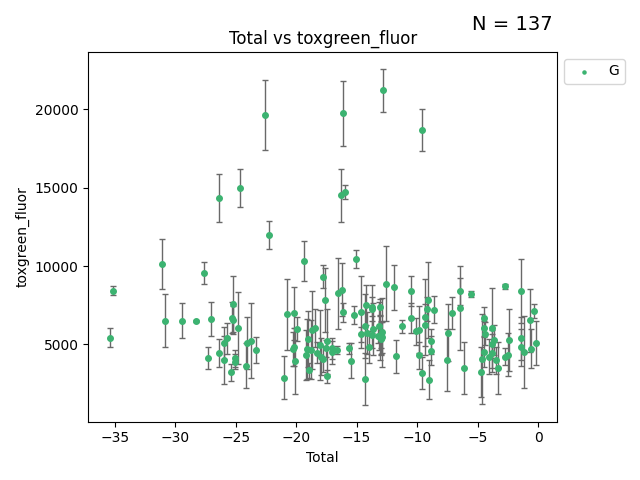 N = 137
Total vs toxgreen_fluor
G
toxgreen_fluor
20000
15000
10000
5000
−35 −30 −25 −20 −15 −10 −5 0
Total